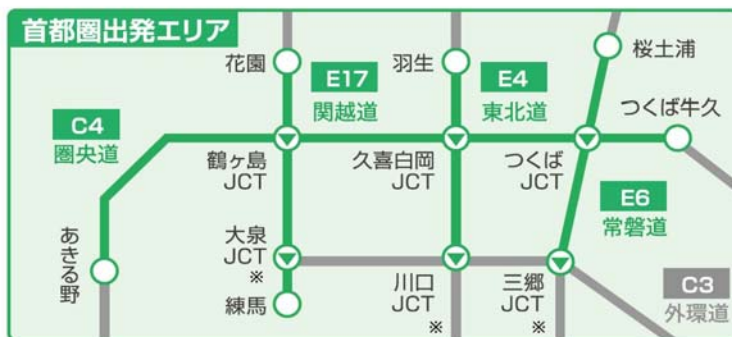 首都圏出発エリア
花園
羽生
桜土浦
E17
関越道
E4
東北道
つくば牛久
C4
圏央道
鶴ヶ島
JCT
久喜白岡
JCT
つくば
JCT
E6
常磐道
あきる野
大泉
JCT
※
川口
JCT
※
三郷
JCT
※
C3
外環道
練馬